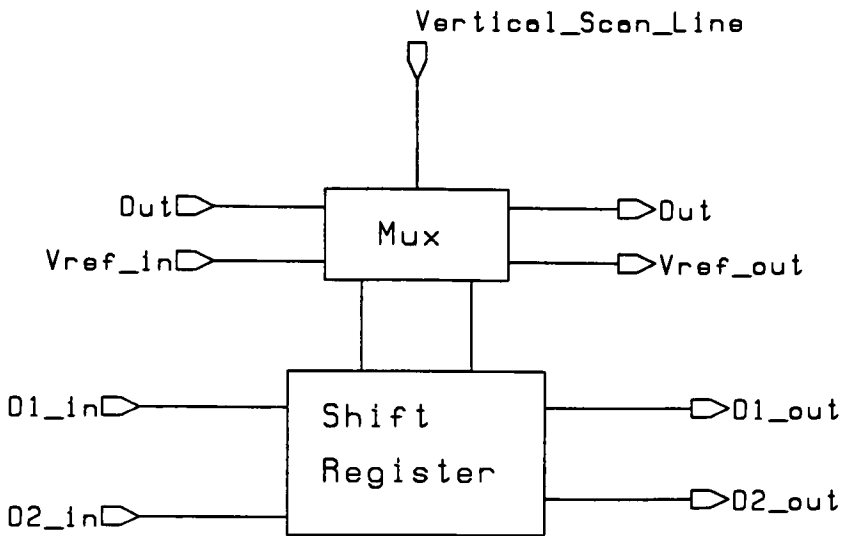 Vertical_Scan_Line
Out
Out
Mux
Vref_in
Vref_out
D1_in
Shift
D1_out
Register
D2_in
D2_out